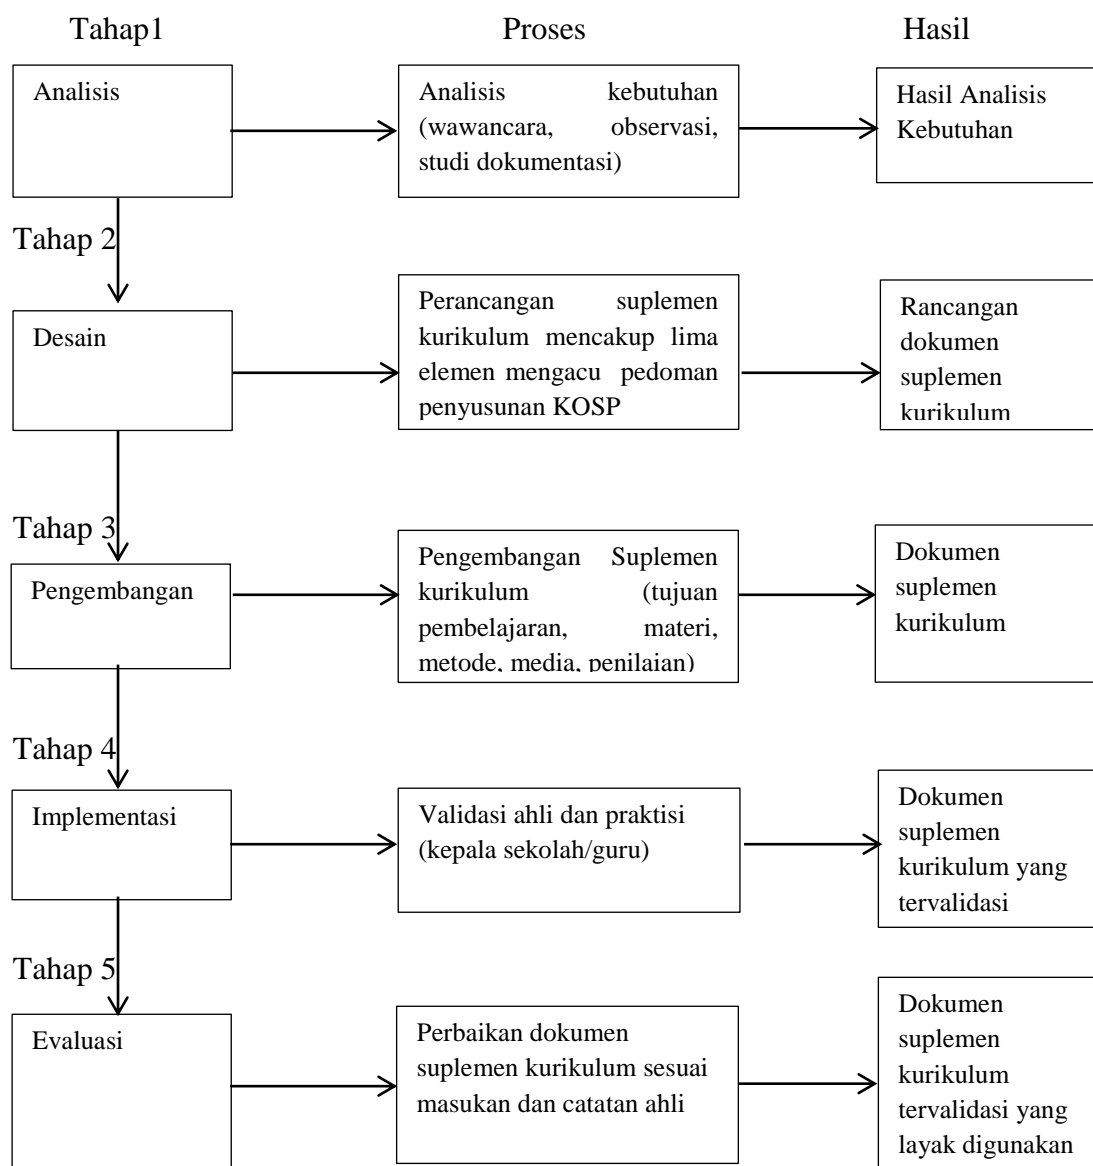 Tahap1
Proses
Hasil
Analisis
Analisis kebutuhan
(wawancara, observasi,
studi dokumentasi)
Hasil Analisis
Kebutuhan
Tahap 2
Desain
Perancangan suplemen
kurikulum mencakup lima
elemen mengacu pedoman
penyusunan KOSP
Rancangan
dokumen
suplemen
kurikulum
Tahap 3
Pengembangan
Pengembangan Suplemen
kurikulum (tujuan
pembelajaran, materi,
metode, media, penilaian)
Dokumen
suplemen
kurikulum
Tahap 4
Implementasi
Validasi ahli dan praktisi
(kepala sekolah/guru)
Dokumen
suplemen
kurikulum yang
tervalidasi
Tahap 5
Evaluasi
Perbaikan dokumen
suplemen kurikulum sesuai
masukan dan catatan ahli
Dokumen
suplemen
kurikulum
tervalidasi yang
layak digunakan